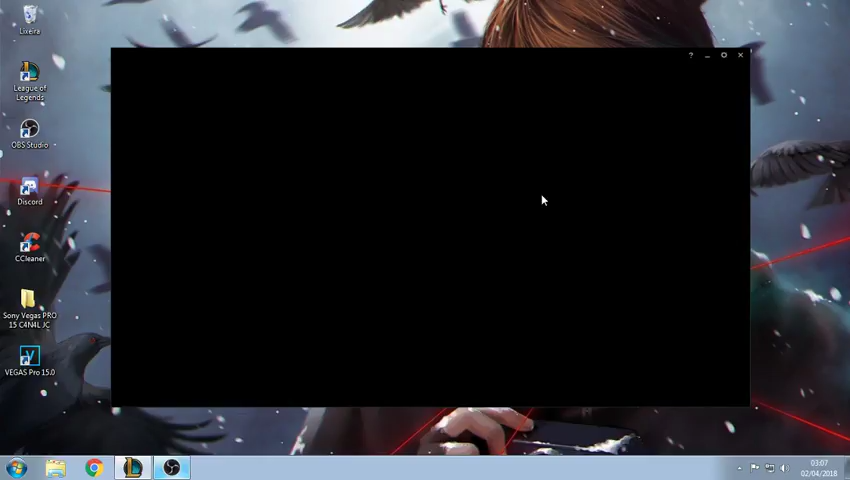 Lixeira
League of
Legends
OBS Studio
Discord
CCleaner
Sony Vegas PRO
15 C4N4L JC
VEGAS Pro 15.0
?
03:07
02/04/2018